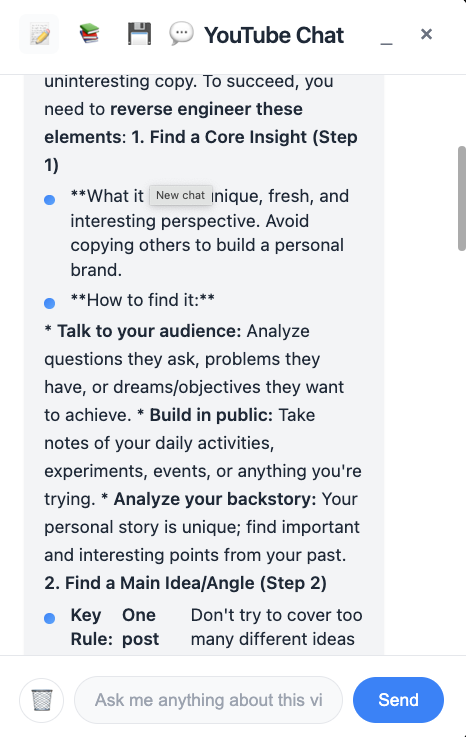 YouTube Chat
uninteresting copy. To succeed, you
need to reverse engineer these
elements: 1. Find a Core Insight (Step
1)
**What it New chat nique, fresh, and
interesting perspective. Avoid
copying others to build a personal
brand.
**How to find it:**
* Talk to your audience: Analyze
questions they ask, problems they
have, or dreams/objectives they want
to achieve. * Build in public: Take
notes of your daily activities,
experiments, events, or anything you're
trying. * Analyze your backstory: Your
personal story is unique; find important
and interesting points from your past.
2. Find a Main Idea/Angle (Step 2)
Key One Don't try to cover too
Rule: post many different ideas
Ask me anything about this vi
Send